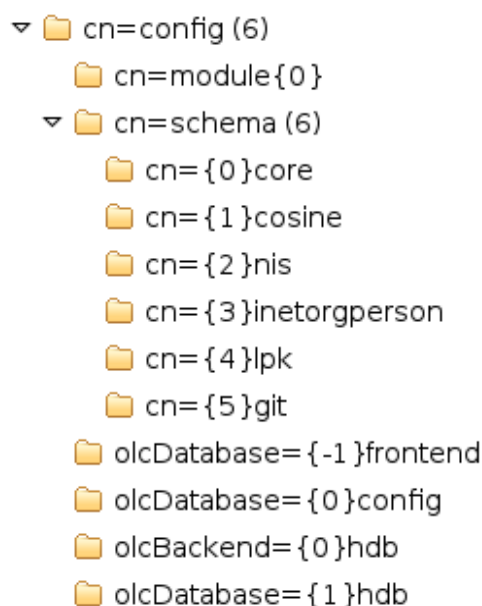 cn=config (6)
cn=module{0}
cn=schema (6)
cn={0}core
cn={1}cosine
cn={2}nis
cn={3}inetorgperson
cn={4}lpk
cn={5}git
olcDatabase={-1}frontend
olcDatabase={0}config
olcBackend={0}hdb
olcDatabase={1}hdb